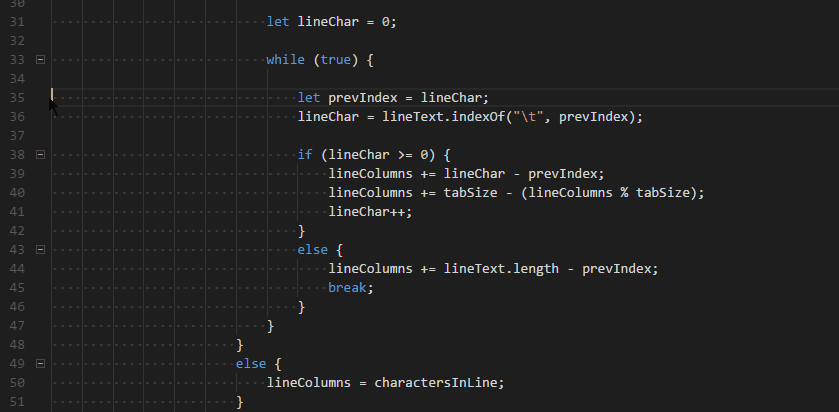 30
31 let lineChar = 0;
32
33 while (true) {
34
35 let prevIndex = lineChar;
36 lineChar = lineText.indexOf("\t", prevIndex);
37
38 if (lineChar >= 0) {
39 lineColumns += lineChar - prevIndex;
40 lineColumns += tabSize - (lineColumns % tabSize);
41 lineChar++;
42 }
43 else {
44 lineColumns += lineText.length - prevIndex;
45 break;
46 }
47 }
48 }
49 else {
50 lineColumns = charactersInLine;
51 }